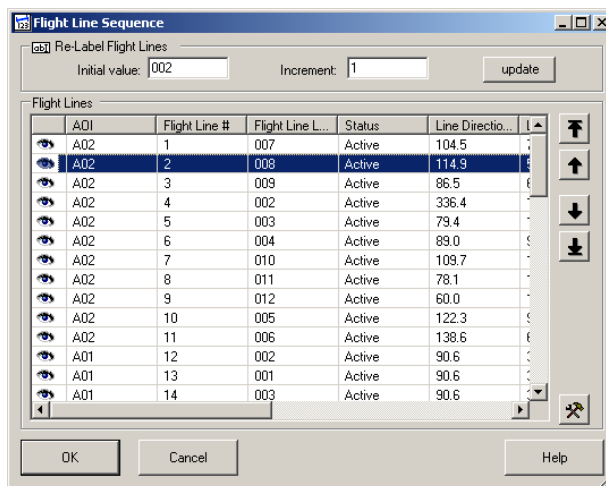 Flight Line Sequence
Re-Label Flight Lines
Initial value: 002 Increment: 1 update
Flight Lines
AOI Flight Line # Flight Line L... Status Line Directio...
A02 1 007 Active 104.5
A02 2 008 Active 114.9
A02 3 009 Active 86.5
A02 4 002 Active 336.4
A02 5 003 Active 79.4
A02 6 004 Active 89.0
A02 7 010 Active 109.7
A02 8 011 Active 78.1
A02 9 012 Active 60.0
A02 10 005 Active 122.3
A02 11 006 Active 138.6
A01 12 002 Active 90.6
A01 13 001 Active 90.6
A01 14 003 Active 90.6
OK Cancel Help